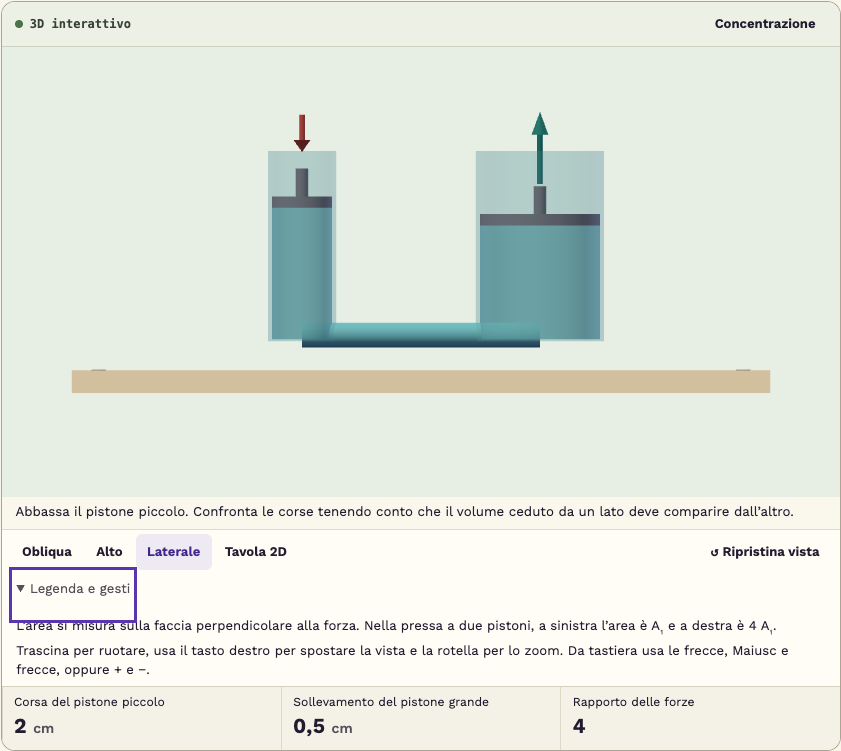 3D interattivo
Concentrazione
Abbassa il pistone piccolo. Confronta le corse tenendo conto che il volume ceduto da un lato deve comparire dall’altro.
Obliqua Alto Laterale Tavola 2D ↺ Ripristina vista
▼ Legenda e gesti
L’area si misura sulla faccia perpendicolare alla forza. Nella pressa a due pistoni, a sinistra l’area è A₁ e a destra è 4 A₁.
Trascina per ruotare, usa il tasto destro per spostare la vista e la rotella per lo zoom. Da tastiera usa le frecce, Maiusc e
frecce, oppure + e −.
Corsa del pistone piccolo
2 cm
Sollevamento del pistone grande
0,5 cm
Rapporto delle forze
4